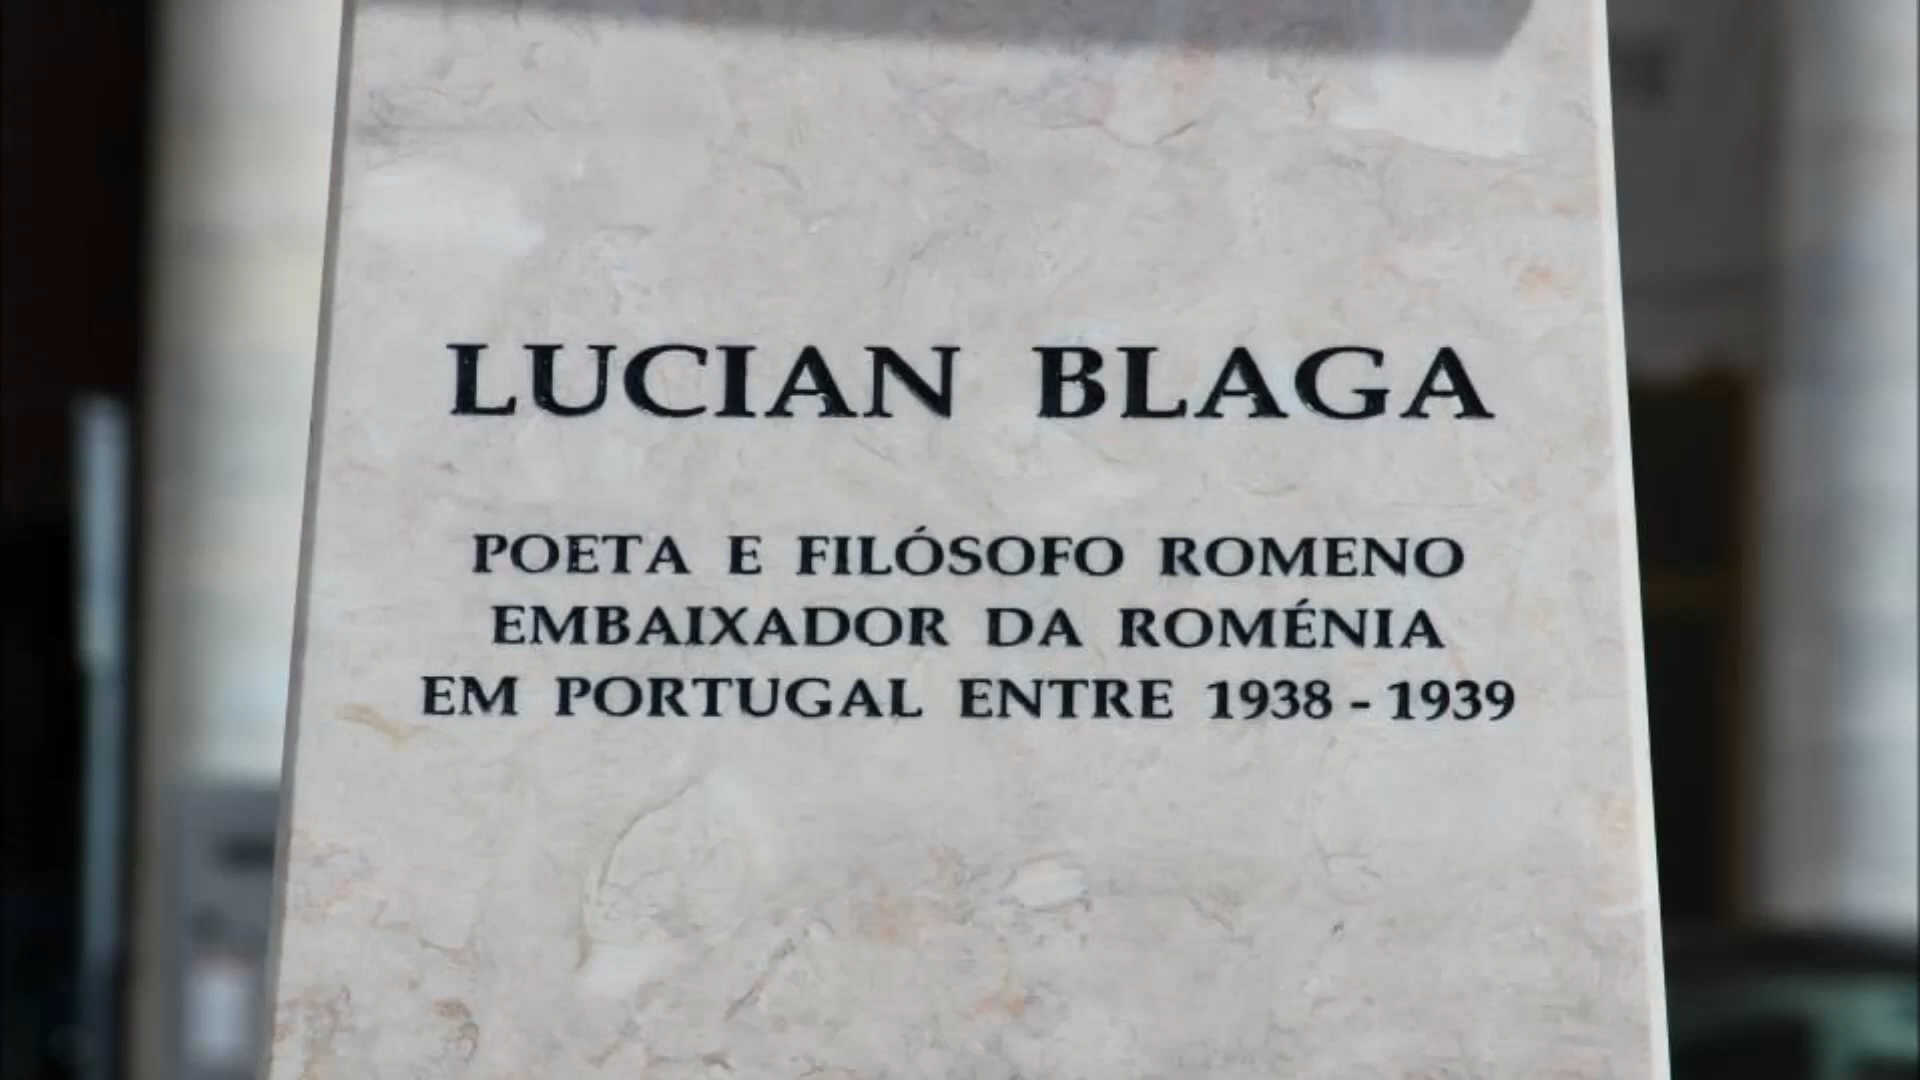 LUCIAN BLAGA
POETA E FILÓSOFO ROMENO
EMBAIXADOR DA ROMÉNIA
EM PORTUGAL ENTRE 1938 - 1939